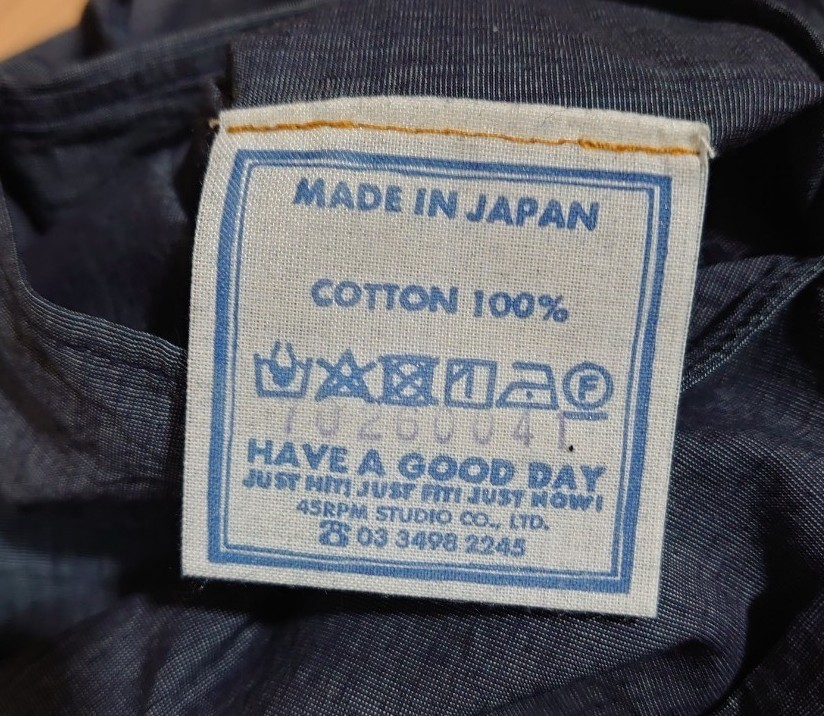 MADE IN JAPAN
COTTON 100%
F
HAVE A GOOD DAY
JUST HIT! JUST FIT! JUST NOW!
45RPM STUDIO CO., LTD.
☎ 03 3498 2245